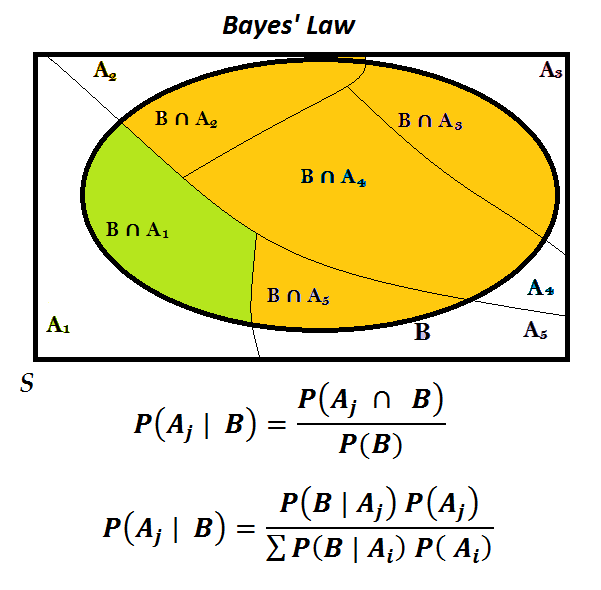 Bayes' Law
A₂
A₃
B ∩ A₂
B ∩ A₃
B ∩ A₄
B ∩ A₁
A₄
B ∩ A₅
A₁
B
A₅
S
P(Aⱼ | B) = P(Aⱼ ∩ B) / P(B)
P(Aⱼ | B) = P(B | Aⱼ) P(Aⱼ) / ∑ P(B | Aᵢ) P( Aᵢ)